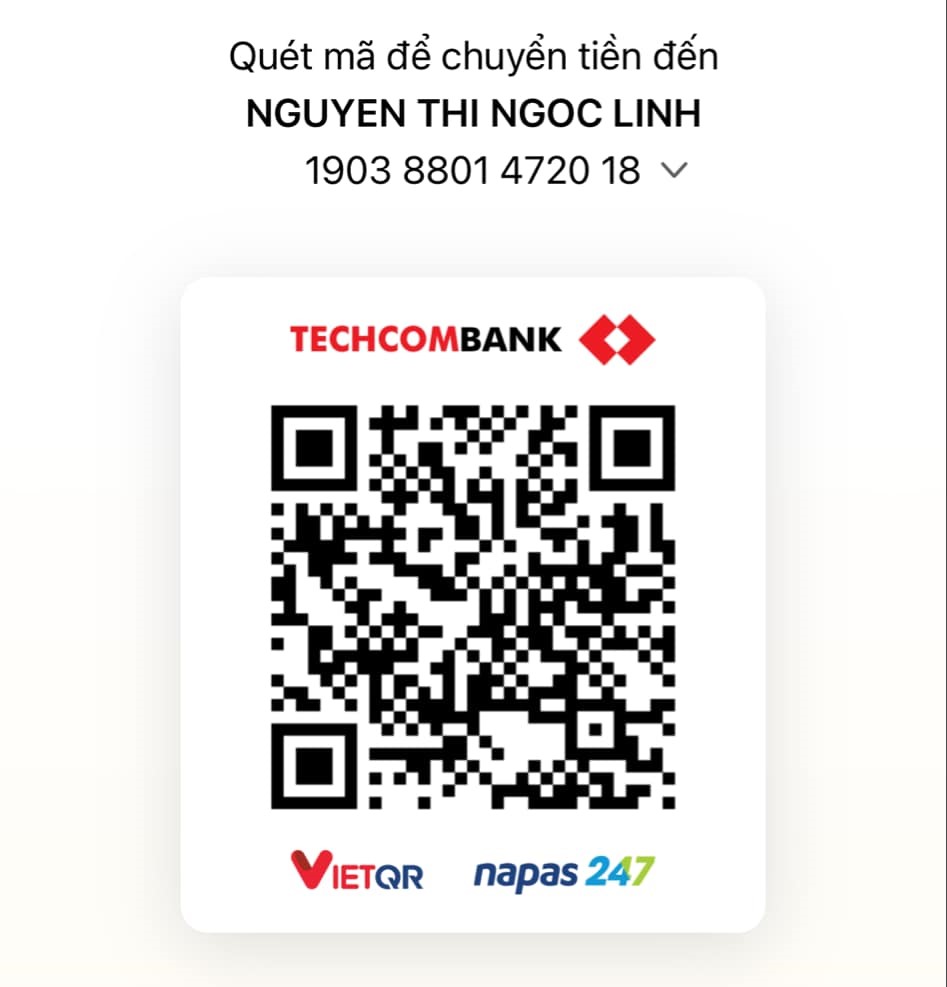 Quét mã để chuyển tiền đến
NGUYEN THI NGOC LINH
1903 8801 4720 18
TECHCOMBANK
VIETQR
napas 247